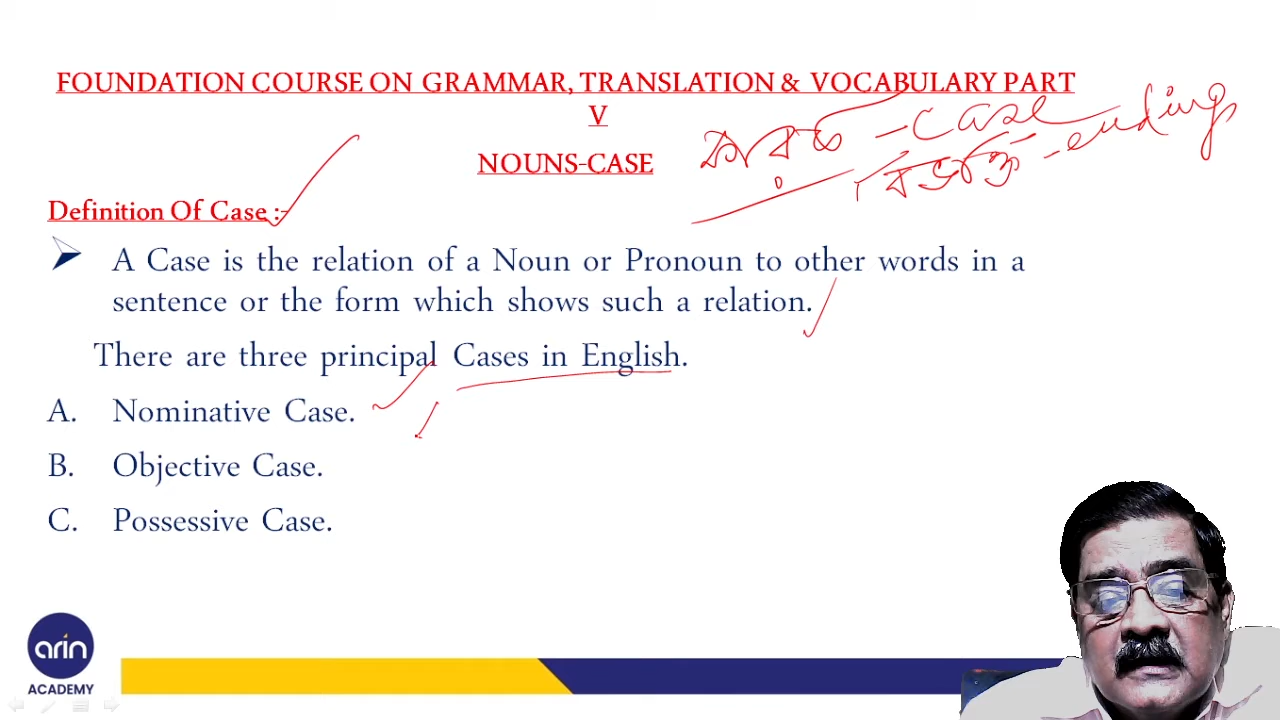 FOUNDATION COURSE ON GRAMMAR, TRANSLATION & VOCABULARY PART
V
NOUNS-CASE
কারক - case
বিভক্তি - ending
Definition Of Case :-
A Case is the relation of a Noun or Pronoun to other words in a
sentence or the form which shows such a relation.
There are three principal Cases in English.
A. Nominative Case.
B. Objective Case.
C. Possessive Case.
arin
ACADEMY